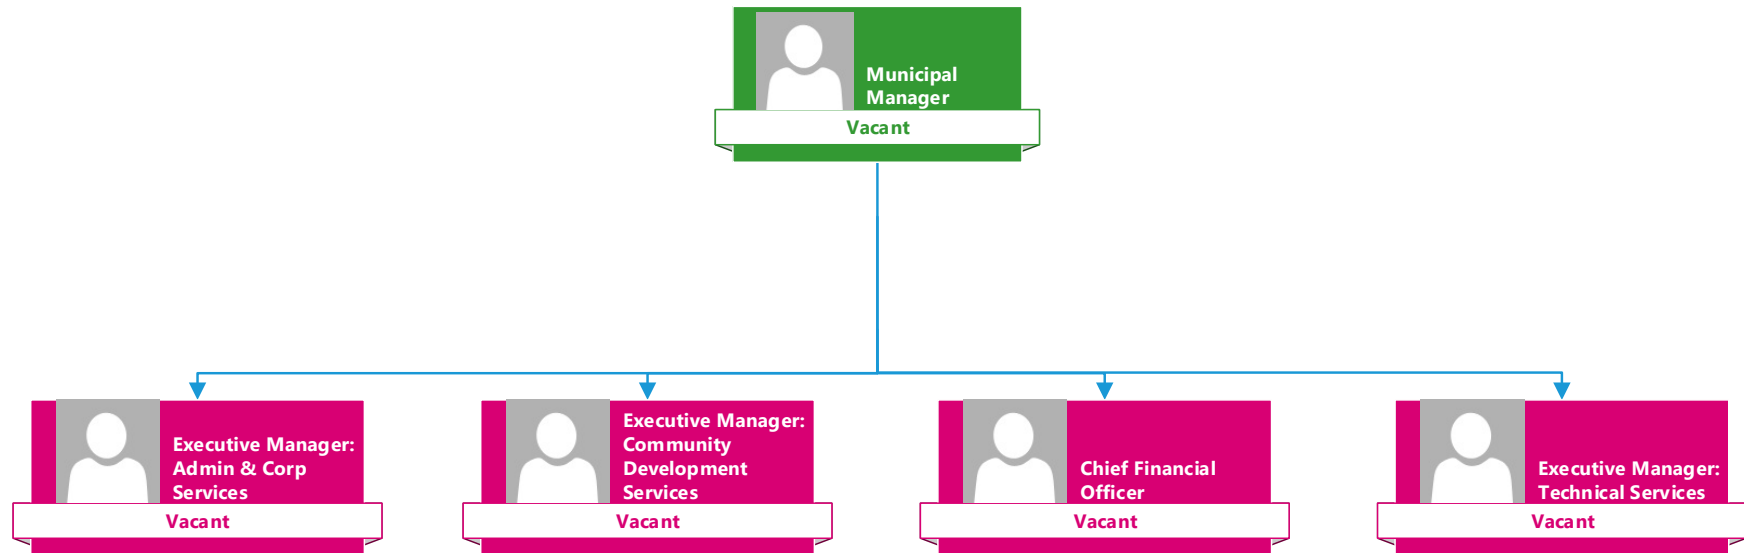 Municipal
Manager
Vacant
Executive Manager:
Admin & Corp
Services
Vacant
Executive Manager:
Community
Development
Services
Vacant
Chief Financial
Officer
Vacant
Executive Manager:
Technical Services
Vacant